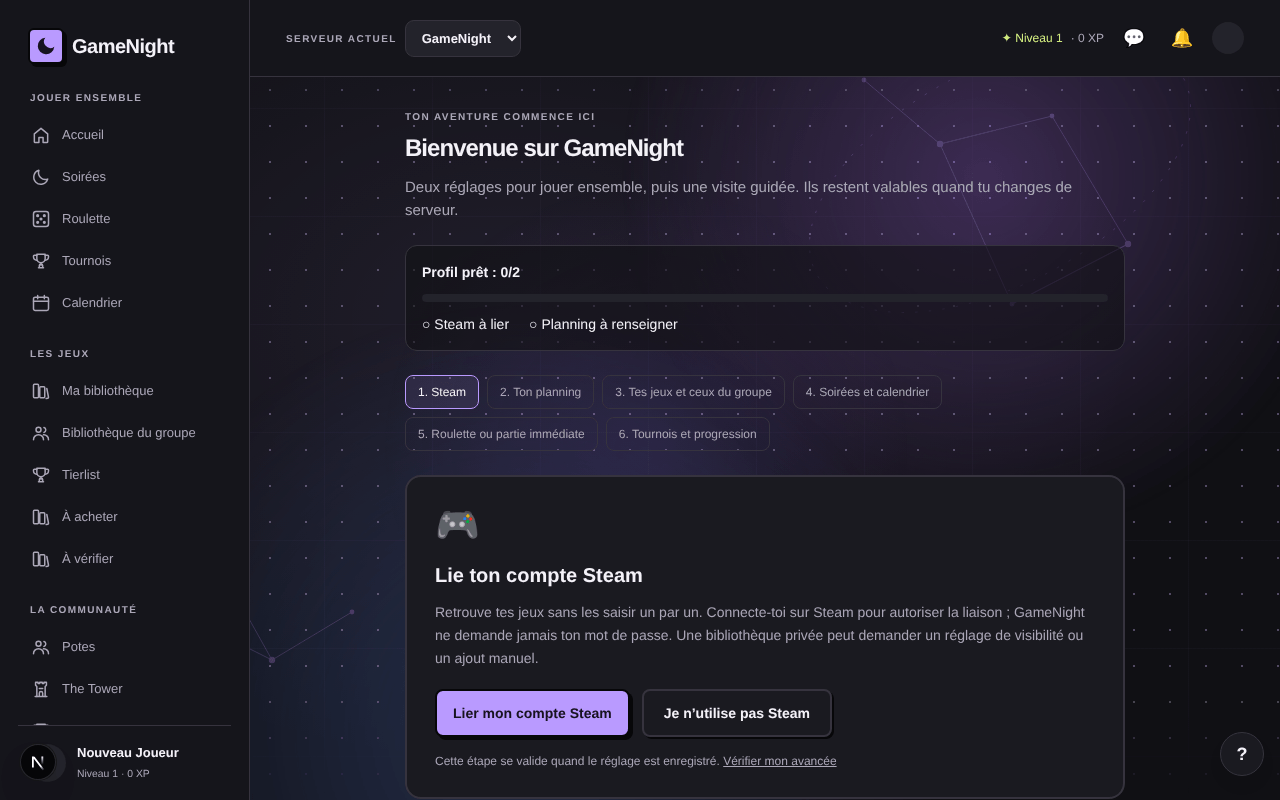 GameNight
JOUER ENSEMBLE
Accueil
Soirées
Roulette
Tournois
Calendrier
LES JEUX
Ma bibliothèque
Bibliothèque du groupe
Tierlist
À acheter
À vérifier
LA COMMUNAUTÉ
Potes
The Tower
N
Nouveau Joueur
Niveau 1 · 0 XP
SERVEUR ACTUEL GameNight
✦ Niveau 1 · 0 XP
TON AVENTURE COMMENCE ICI
Bienvenue sur GameNight
Deux réglages pour jouer ensemble, puis une visite guidée. Ils restent valables quand tu changes de
serveur.
Profil prêt : 0/2
○ Steam à lier ○ Planning à renseigner
1. Steam 2. Ton planning 3. Tes jeux et ceux du groupe 4. Soirées et calendrier
5. Roulette ou partie immédiate 6. Tournois et progression
Lie ton compte Steam
Retrouve tes jeux sans les saisir un par un. Connecte-toi sur Steam pour autoriser la liaison ; GameNight
ne demande jamais ton mot de passe. Une bibliothèque privée peut demander un réglage de visibilité ou
un ajout manuel.
Lier mon compte Steam Je n’utilise pas Steam
Cette étape se valide quand le réglage est enregistré. Vérifier mon avancée
?